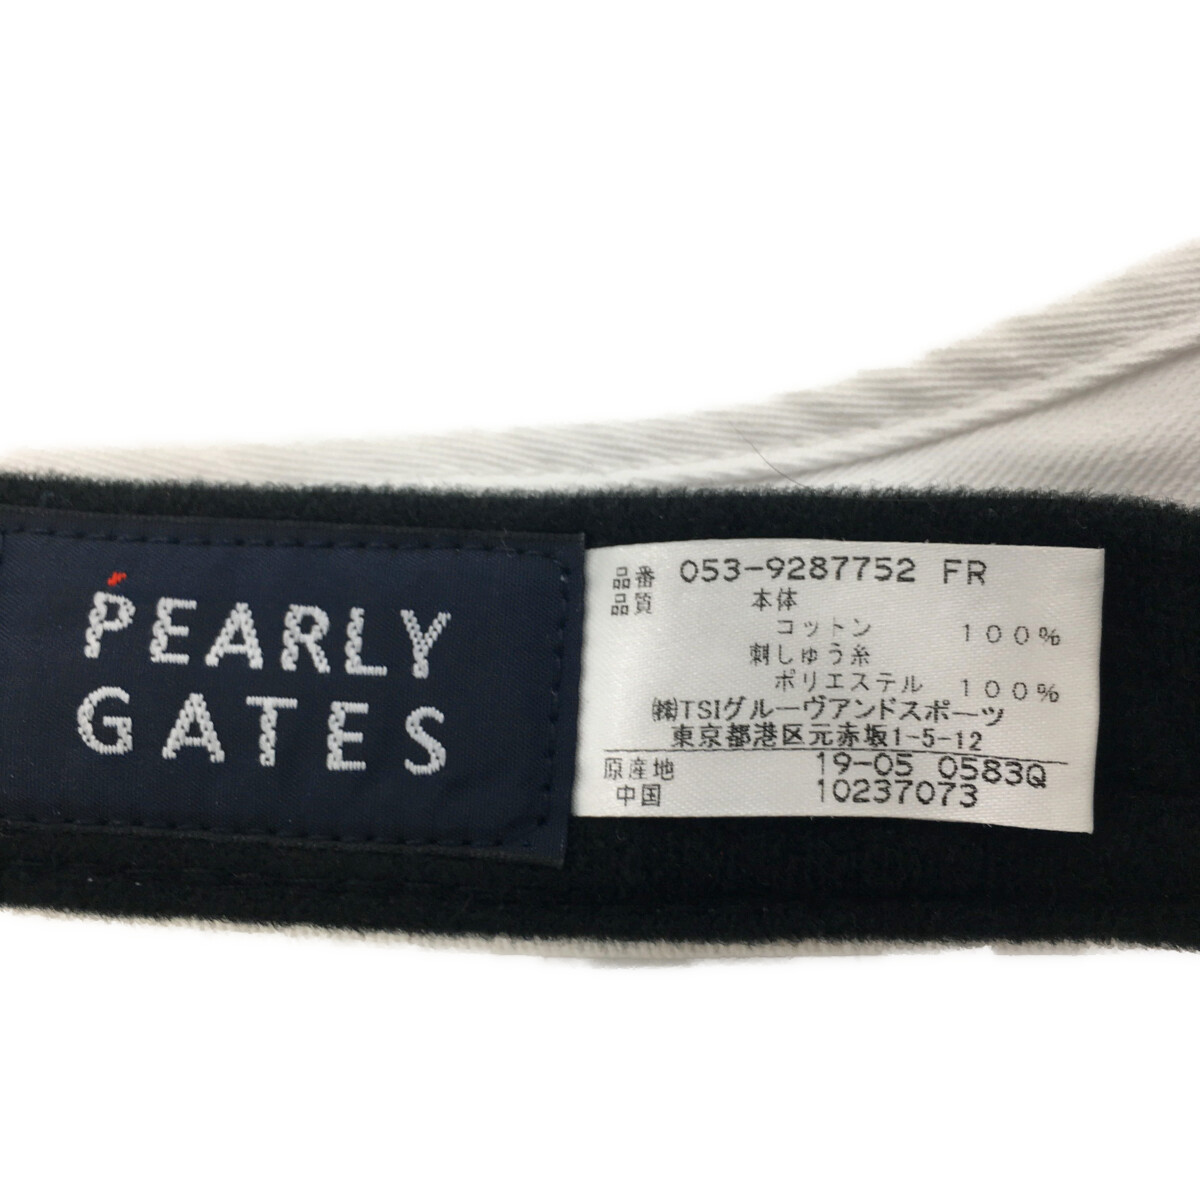 PEARLY
GATES
品番 053-9287752 FR
品質 本体
コットン 100%
刺しゅう糸
ポリエステル 100%
㈱TSIグルーヴアンドスポーツ
東京都港区元赤坂1-5-12
原産地 19-05 0583Q
中国 10237073